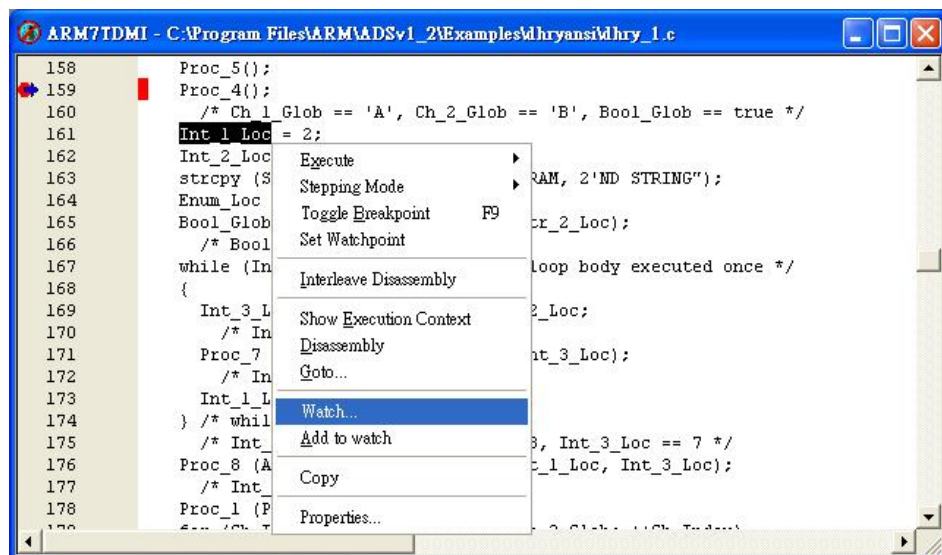 ARM7TDMI - C:\Program Files\ARM\ADSv1_2\Examples\dhryansi\dhry_1.c
158 Proc_5();
159 Proc_4();
160 /* Ch_1_Glob == 'A', Ch_2_Glob == 'B', Bool_Glob == true */
161 Int_1_Loc = 2;
162 Int_2_Loc
163 strcpy (S RAM, 2'ND STRING");
164 Enum_Loc
165 Bool_Glob tr_2_Loc);
166 /* Bool
167 while (In loop body executed once */
168 {
169 Int_3_L 2_Loc;
170 /* In
171 Proc_7 nt_3_Loc);
172 /* In
173 Int_1_L
174 } /* whil
175 /* Int_ 3, Int_3_Loc == 7 */
176 Proc_8 (A t_1_Loc, Int_3_Loc);
177 /* Int_
178 Proc_1 (P
Execute
Stepping Mode
Toggle Breakpoint F9
Set Watchpoint
Interleave Disassembly
Show Execution Context
Disassembly
Goto...
Watch...
Add to watch
Copy
Properties...